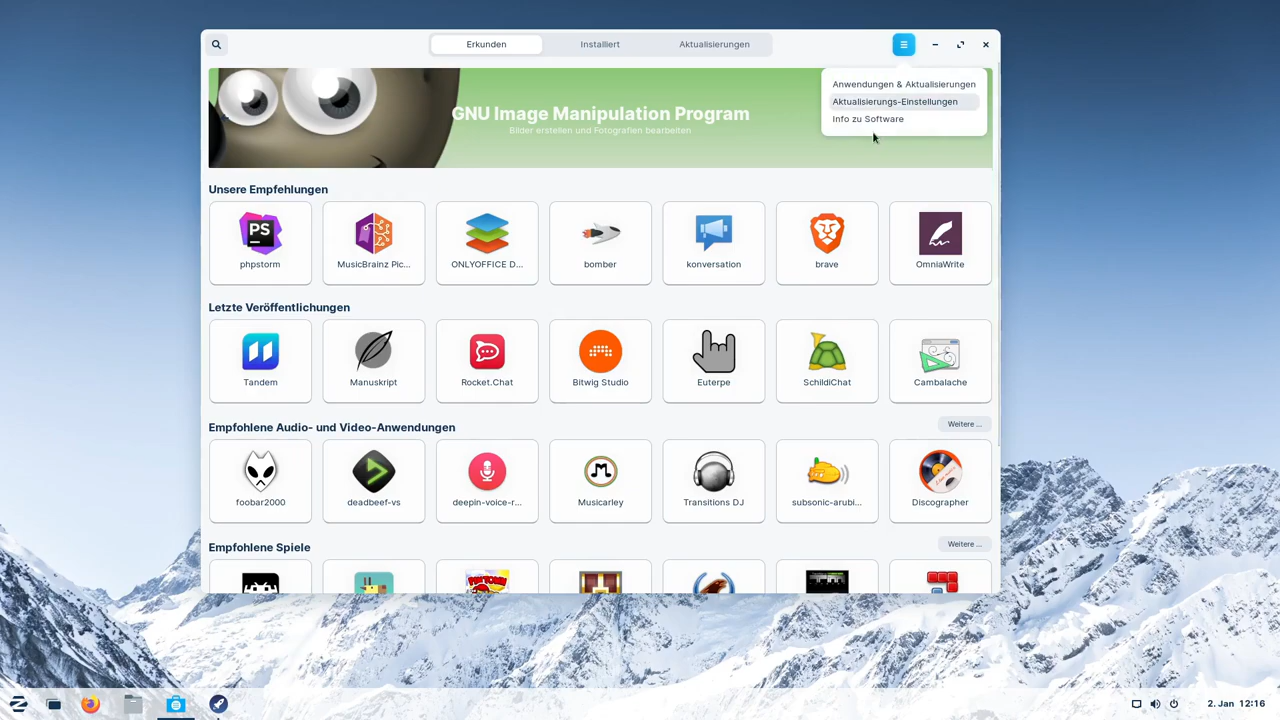 Erkunden
Installiert
Aktualisierungen
Anwendungen & Aktualisierungen
Aktualisierungs-Einstellungen
Info zu Software
GNU Image Manipulation Program
Bilder erstellen und Fotografien bearbeiten
Unsere Empfehlungen
PS
phpstorm
MusicBrainz Pic...
ONLYOFFICE D...
bomber
konversation
brave
OmniaWrite
Letzte Veröffentlichungen
Tandem
Manuskript
Rocket.Chat
Bitwig Studio
Euterpe
SchildiChat
Cambalache
Empfohlene Audio- und Video-Anwendungen
Weitere ...
foobar2000
deadbeef-vs
deepin-voice-r...
Musicarley
Transitions DJ
subsonic-arubi...
Discographer
Empfohlene Spiele
Weitere ...
2. Jan 12:16